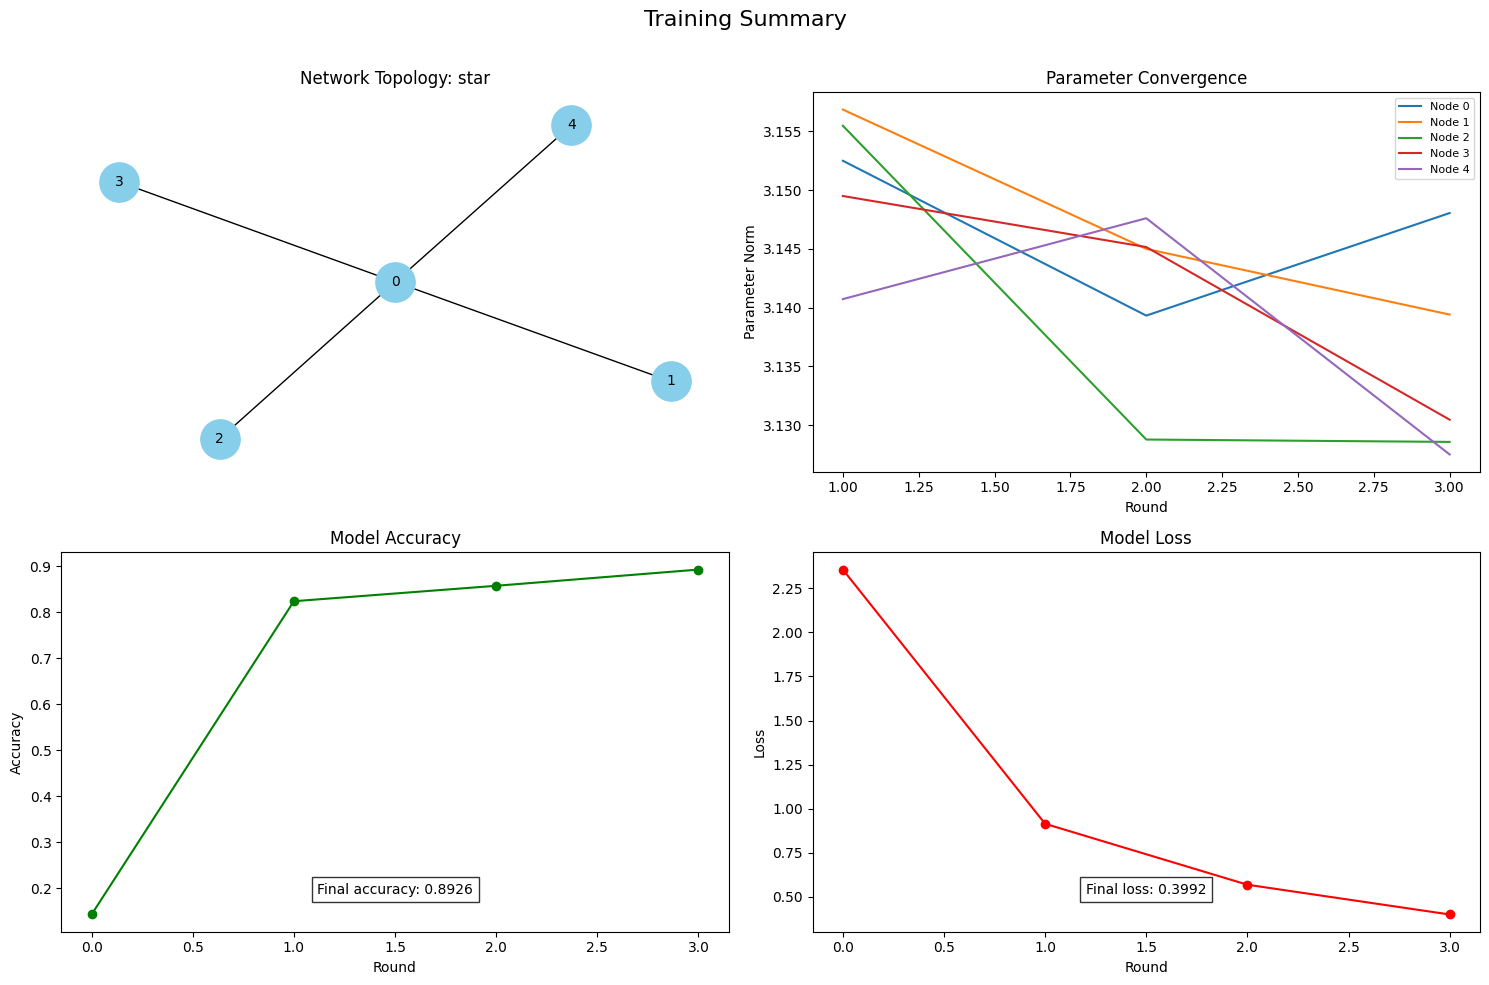 Training Summary
Network Topology: star
4
3
0
1
2
Parameter Convergence
Node 0
Node 1
Node 2
Node 3
Node 4
Parameter Norm
3.155
3.150
3.145
3.140
3.135
3.130
1.00 1.25 1.50 1.75 2.00 2.25 2.50 2.75 3.00
Round
Model Accuracy
Accuracy
0.9
0.8
0.7
0.6
0.5
0.4
0.3
0.2
Final accuracy: 0.8926
0.0 0.5 1.0 1.5 2.0 2.5 3.0
Round
Model Loss
Loss
2.25
2.00
1.75
1.50
1.25
1.00
0.75
0.50
Final loss: 0.3992
0.0 0.5 1.0 1.5 2.0 2.5 3.0
Round